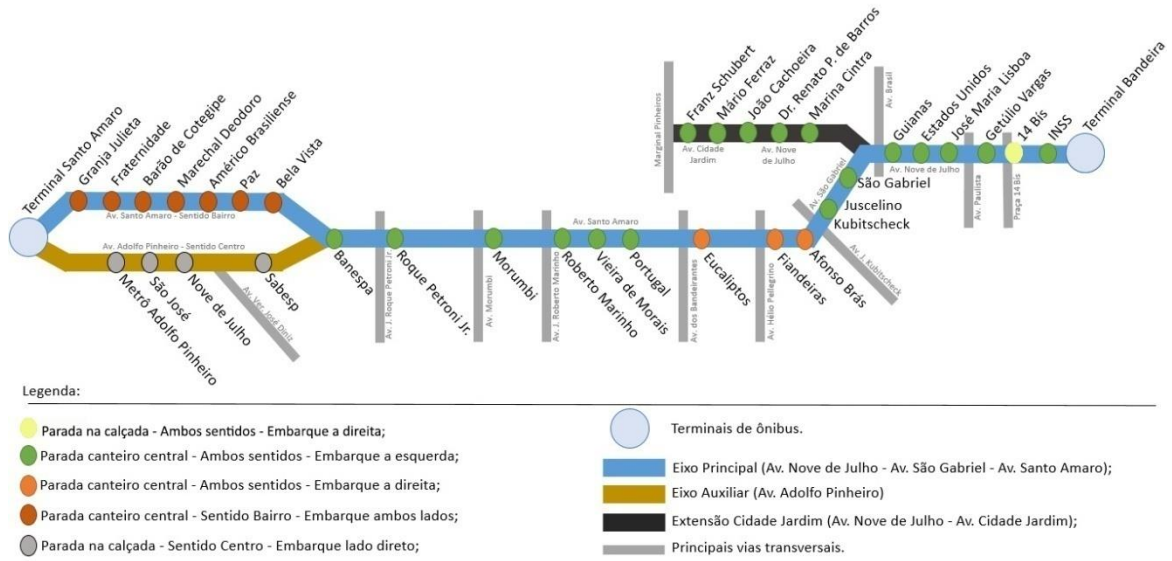 Terminal Santo Amaro
Granja Julieta
Fraternidade
Barão de Cotegipe
Marechal Deodoro
Américo Brasiliense
Paz
Bela Vista
Av. Santo Amaro - Sentido Bairro
Av. Adolfo Pinheiro - Sentido Centro
Metrô Adolfo Pinheiro
São José
Nove de Julho
Av. Ver. José Diniz
Sabesp
Banespa
Av. J. Roque Petroni Jr.
Roque Petroni Jr.
Av. Morumbi
Morumbi
Av. J. Roberto Marinho
Roberto Marinho
Vieira de Morais
Portugal
Av. Santo Amaro
Av. dos Bandeirantes
Eucaliptos
Av. Hélio Pellegrino
Fiandeiras
Afonso Brás
Av. J. Kubitscheck
Juscelino
Kubitscheck
São Gabriel
Av. São Gabriel
Marginal Pinheiros
Franz Schubert
Mário Ferraz
João Cachoeira
Dr. Renato P. de Barros
Marina Cintra
Av. Cidade
Jardim
Av. Nove
de Julho
Av. Brasil
Guianas
Estados Unidos
José Maria Lisboa
Getúlio Vargas
14 Bís
INSS
Terminal Bandeira
Av. Nove de Julho
Av. Paulista
Praça 14 Bís
Legenda:
Parada na calçada - Ambos sentidos - Embarque a direita;
Parada canteiro central - Ambos sentidos - Embarque a esquerda;
Parada canteiro central - Ambos sentidos - Embarque a direita;
Parada canteiro central - Sentido Bairro - Embarque ambos lados;
Parada na calçada - Sentido Centro - Embarque lado direto;
Terminais de ônibus.
Eixo Principal (Av. Nove de Julho - Av. São Gabriel - Av. Santo Amaro);
Eixo Auxiliar (Av. Adolfo Pinheiro)
Extensão Cidade Jardim (Av. Nove de Julho - Av. Cidade Jardim);
Principais vias transversais.